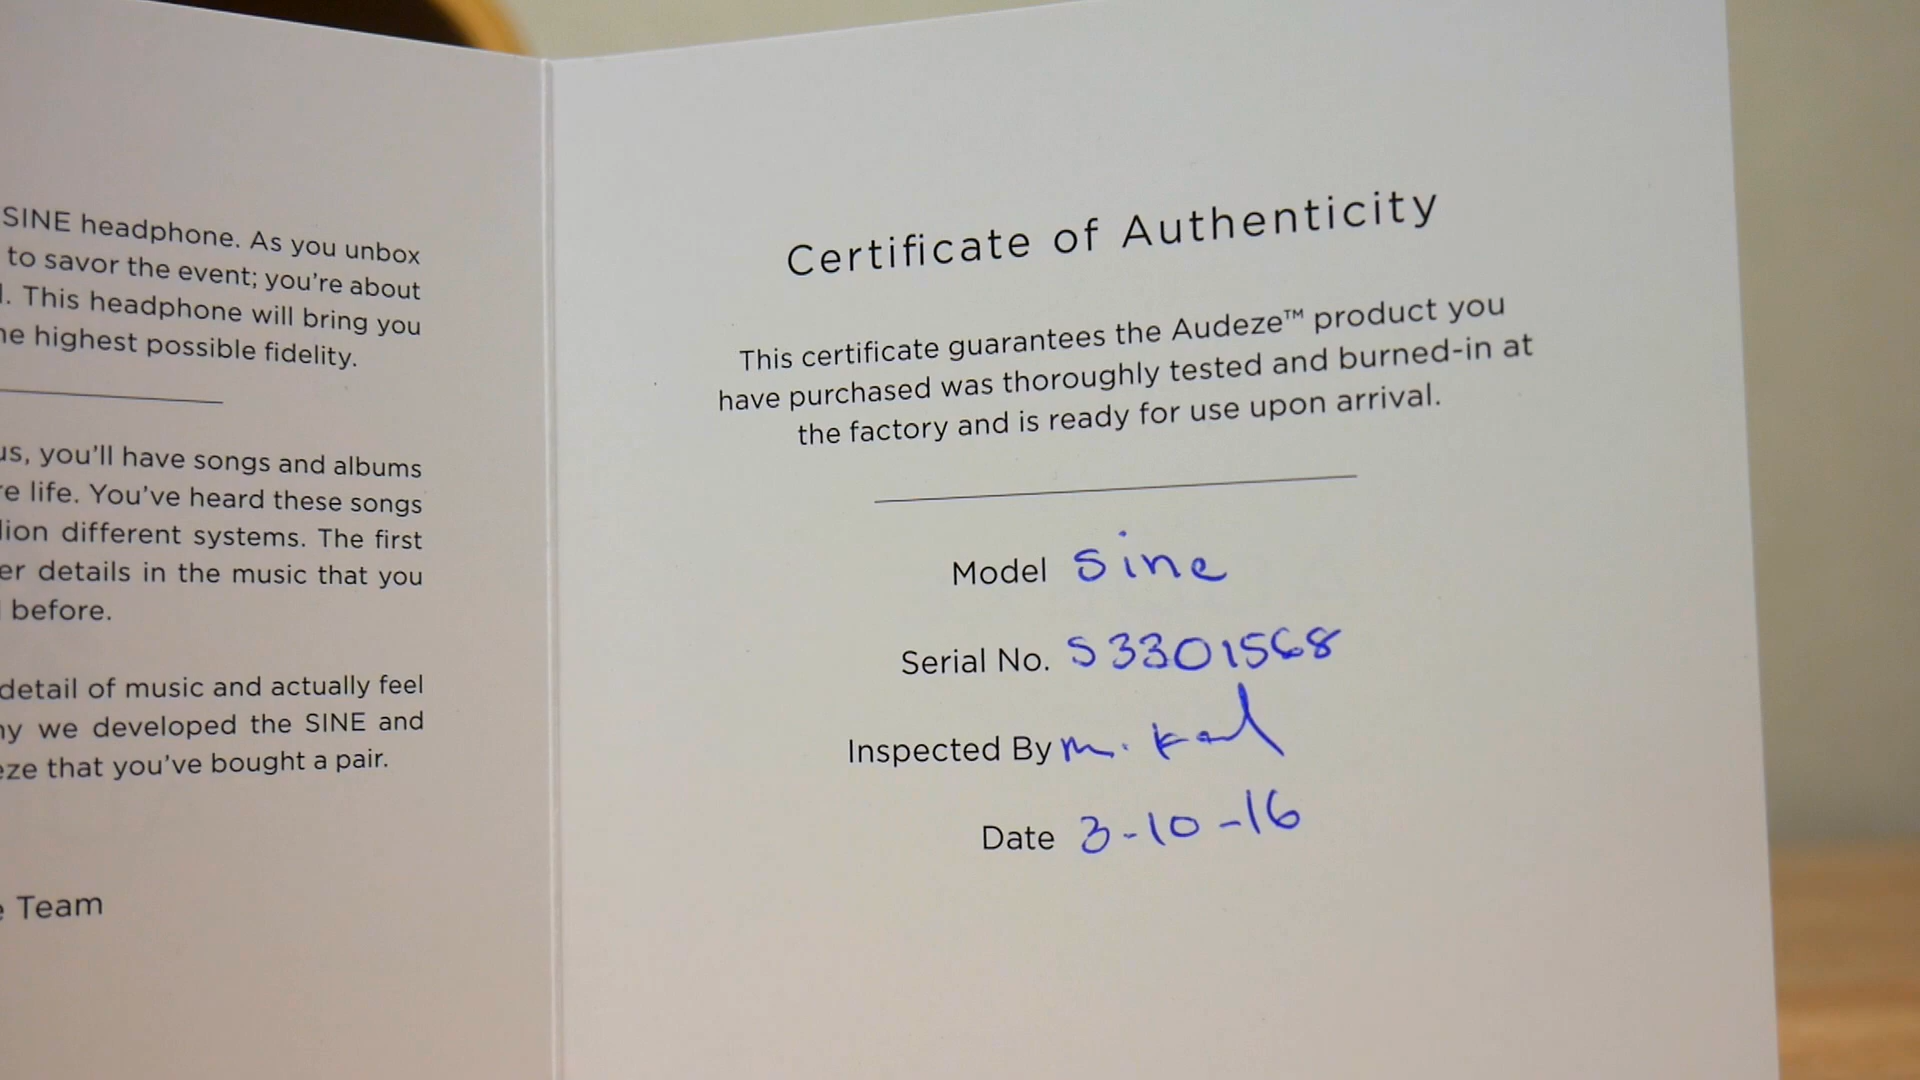 SINE headphone. As you unbox
to savor the event; you're about
. This headphone will bring you
highest possible fidelity.
you'll have songs and albums
life. You've heard these songs
different systems. The first
details in the music that you
before.
detail of music and actually feel
we developed the SINE and
that you've bought a pair.
Team
Certificate of Authenticity
This certificate guarantees the Audeze™ product you
have purchased was thoroughly tested and burned-in at
the factory and is ready for use upon arrival.
Model Sine
Serial No. S3301568
Inspected By M.
Date 3-10-16